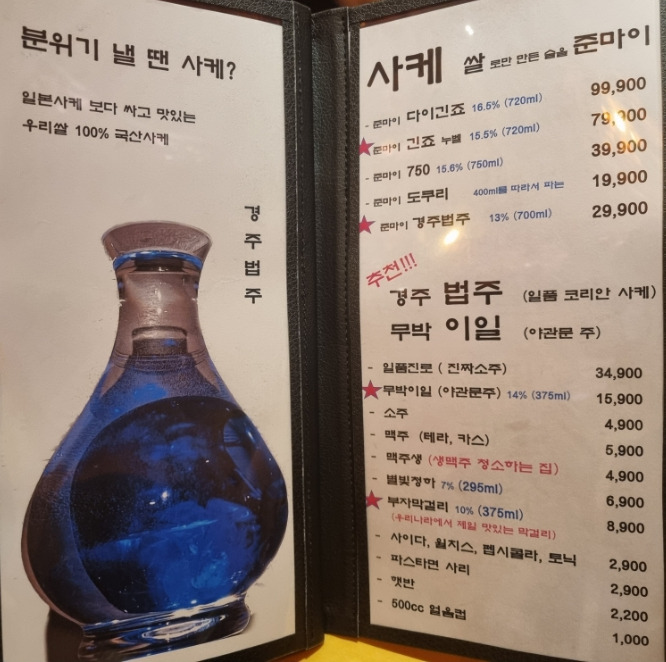 분위기 낼 땐 사케?
일본사케 보다 싸고 맛있는
우리쌀 100% 국산사케
경주법주
사케 쌀로만 만든 술을 준마이
- 준마이 다이긴죠 16.5% (720ml) 99,900
준마이 긴죠 누벨 15.5% (720ml) 79,900
- 준마이 750 15.6% (750ml) 39,900
- 준마이 도쿠리 400ml를 따라서 파는 19,900
준마이 경주법주 13% (700ml) 29,900
추천!!!
경주 법주 (일품 코리안 사케)
무박 이일 (야관문 주)
- 일품진로 ( 진짜소주) 34,900
무박이일 (야관문주) 14% (375ml) 15,900
- 소주 4,900
- 맥주 (테라, 카스) 5,900
- 맥주생 (생맥주 청소하는 집) 4,900
- 별빛청하 7% (295ml) 6,900
부자막걸리 10% (375ml) 8,900
(우리나라에서 제일 맛있는 막걸리)
- 사이다, 웰치스, 펩시콜라, 토닉 2,900
- 파스타면 사리 2,900
- 햇반 2,200
- 500cc 얼음컵 1,000